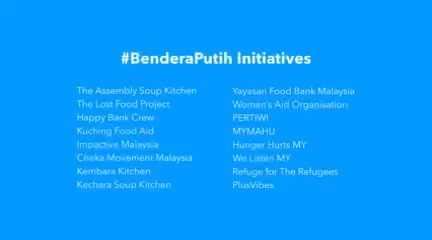 #BenderaPutih Initiatives
The Assembly Soup Kitchen
The Lost Food Project
Happy Bank Crew
Kuching Food Aid
Impactive Malaysia
Cheka Movement Malaysia
Kembara Kitchen
Kechara Soup Kitchen
Yayasan Food Bank Malaysia
Women's Aid Organisation
PERTIWI
MYMAHU
Hunger Hurts MY
We Listen MY
Refuge for The Refugees
PlusVibes